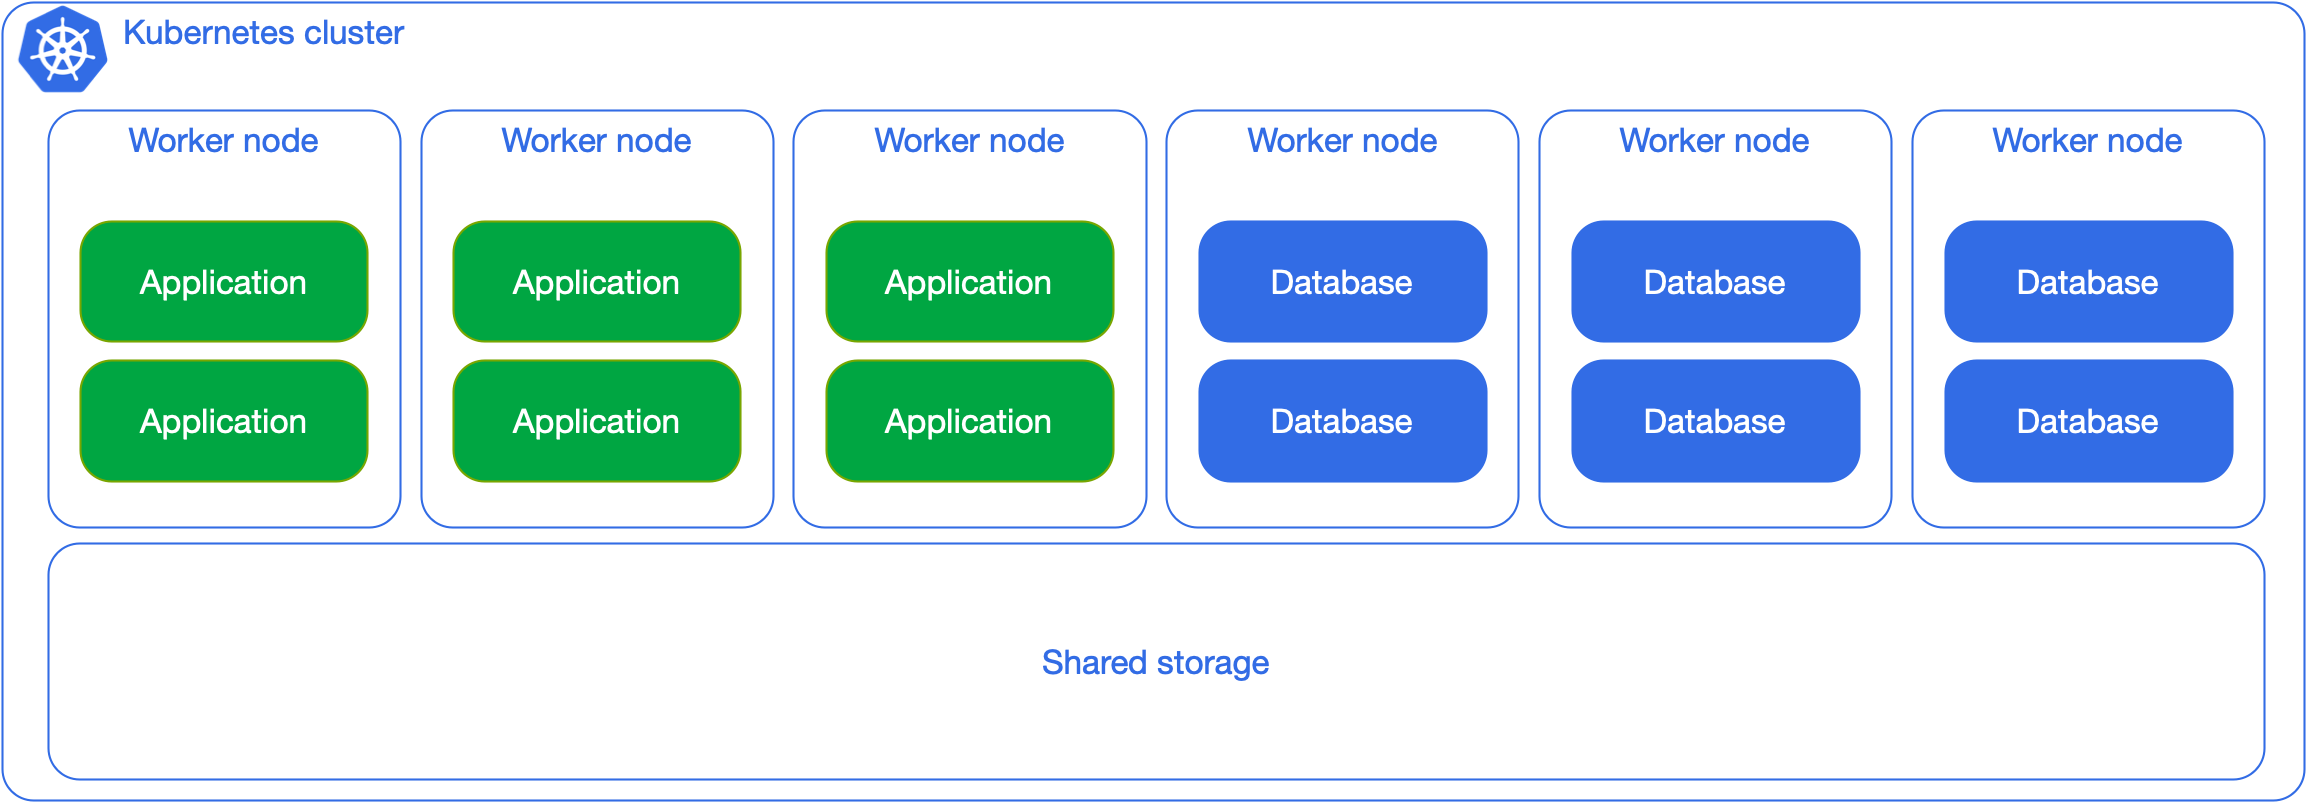 Kubernetes cluster
Worker node
Worker node
Worker node
Worker node
Worker node
Worker node
Application
Application
Application
Database
Database
Database
Application
Application
Application
Database
Database
Database
Shared storage